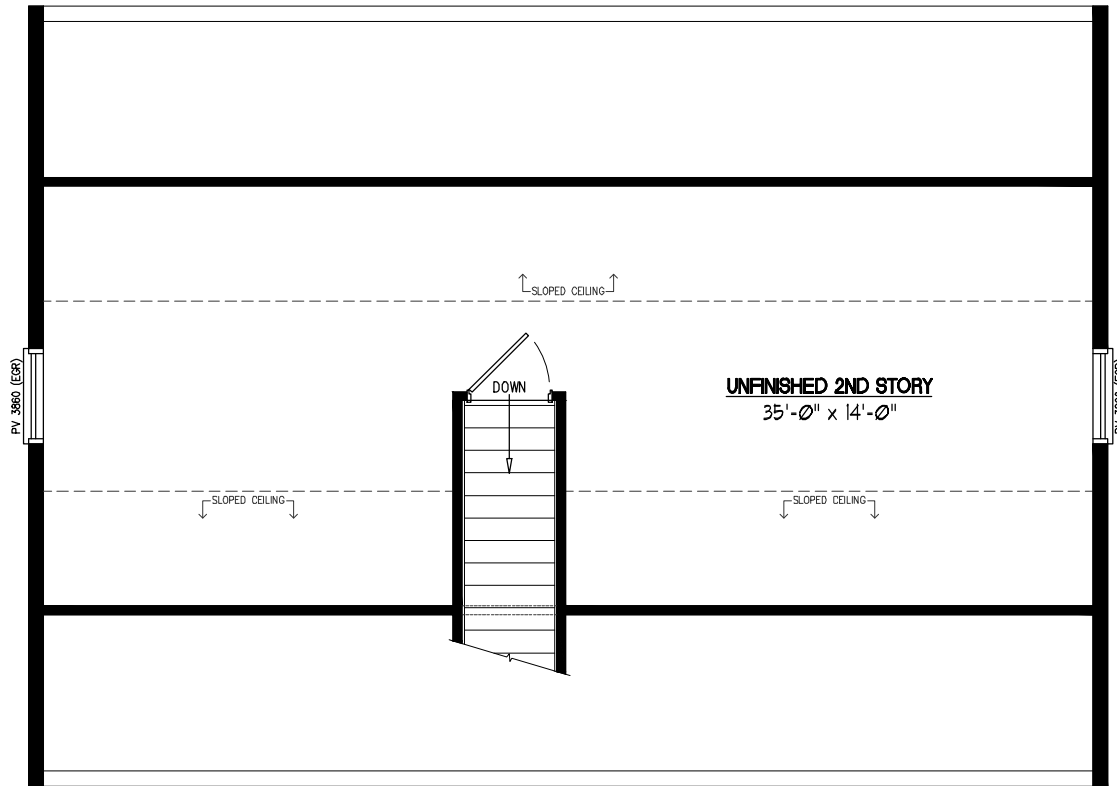 SLOPED CEILING
PV 3860 (EGR)
DOWN
UNFINISHED 2ND STORY
35'-0" x 14'-0"
SLOPED CEILING
SLOPED CEILING